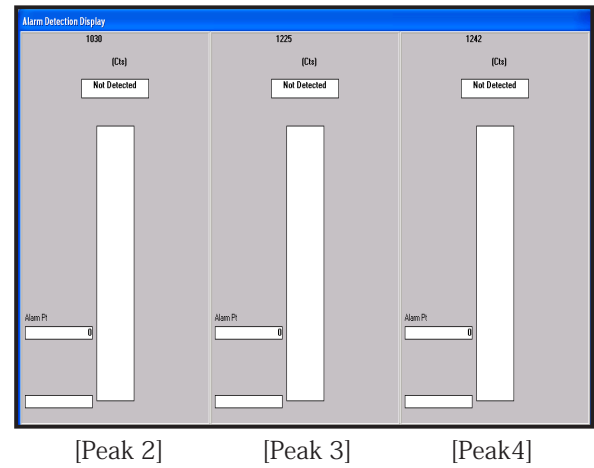 Alarm Detection Display
1030 1225 1242
(Cts) (Cts) (Cts)
Not Detected Not Detected Not Detected
Alarm Pt Alarm Pt Alarm Pt
0 0 0
[Peak 2] [Peak 3] [Peak4]